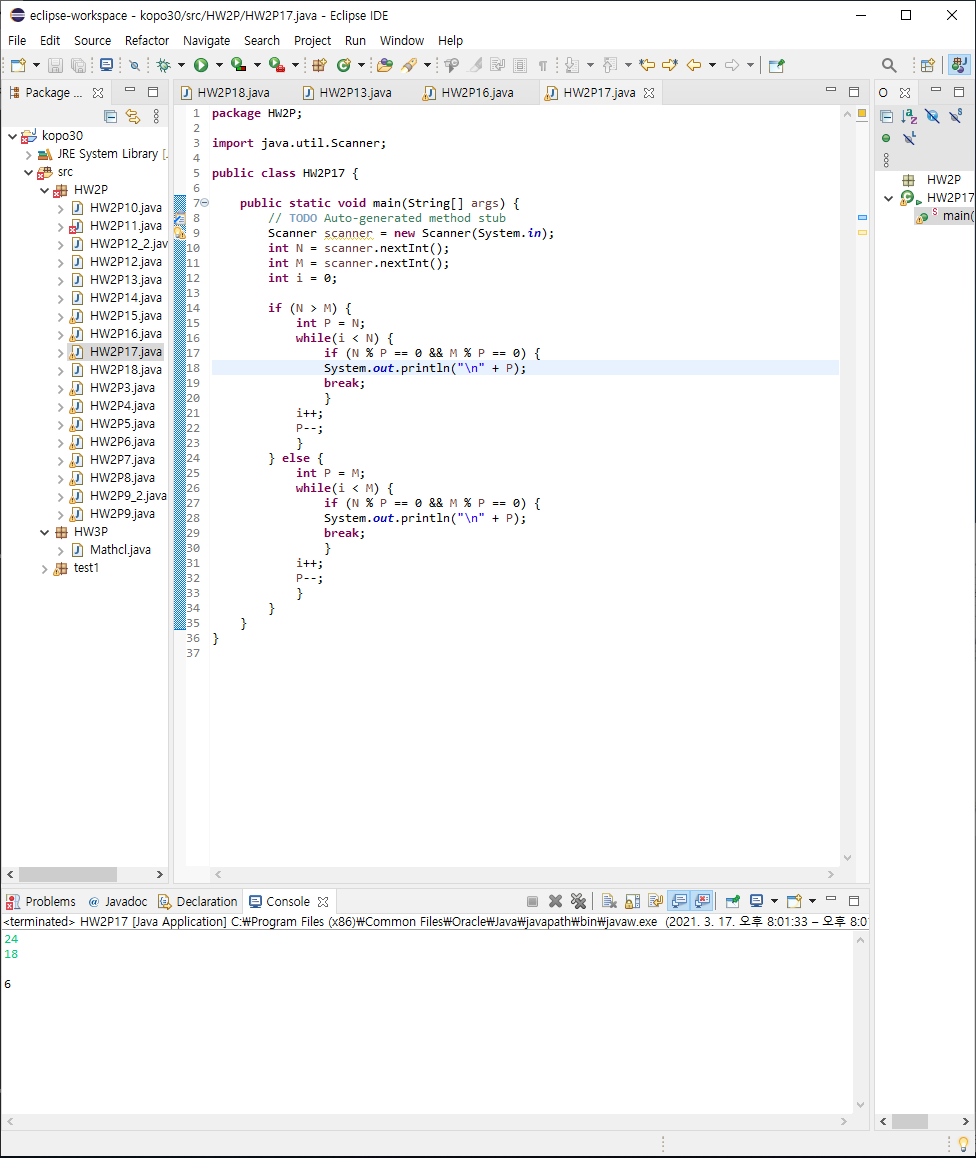 eclipse-workspace - kopo30/src/HW2P/HW2P17.java - Eclipse IDE
File Edit Source Refactor Navigate Search Project Run Window Help
Package ...
HW2P18.java HW2P13.java HW2P16.java HW2P17.java
O
kopo30
JRE System Library [
src
HW2P
HW2P10.java
HW2P11.java
HW2P12_2.jav
HW2P12.java
HW2P13.java
HW2P14.java
HW2P15.java
HW2P16.java
HW2P17.java
HW2P18.java
HW2P3.java
HW2P4.java
HW2P5.java
HW2P6.java
HW2P7.java
HW2P8.java
HW2P9_2.java
HW2P9.java
HW3P
Mathcl.java
test1
1 package HW2P;
2
3 import java.util.Scanner;
4
5 public class HW2P17 {
6
7 public static void main(String[] args) {
8 // TODO Auto-generated method stub
9 Scanner scanner = new Scanner(System.in);
10 int N = scanner.nextInt();
11 int M = scanner.nextInt();
12 int i = 0;
13
14 if (N > M) {
15 int P = N;
16 while(i < N) {
17 if (N % P == 0 && M % P == 0) {
18 System.out.println("\n" + P);
19 break;
20 }
21 i++;
22 P--;
23 }
24 } else {
25 int P = M;
26 while(i < M) {
27 if (N % P == 0 && M % P == 0) {
28 System.out.println("\n" + P);
29 break;
30 }
31 i++;
32 P--;
33 }
34 }
35 }
36 }
37
HW2P
HW2P17
main(
Problems @ Javadoc Declaration Console
<terminated> HW2P17 [Java Application] C:₩Program Files (x86)₩Common Files₩Oracle₩Java₩javapath₩bin₩javaw.exe (2021. 3. 17. 오후 8:01:33 – 오후 8:01
24
18
6